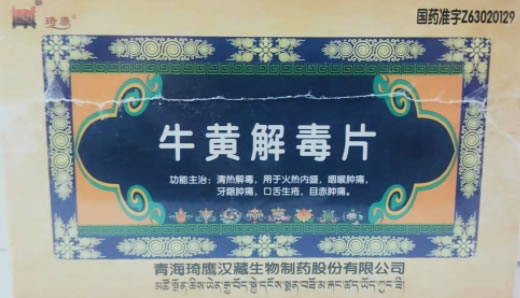 琦鹰
国药准字Z63020129
牛黄解毒片
功能主治：清热解毒，用于火热内盛，咽喉肿痛，
牙龈肿痛，口舌生疮，目赤肿痛。
青海琦鹰汉藏生物制药股份有限公司